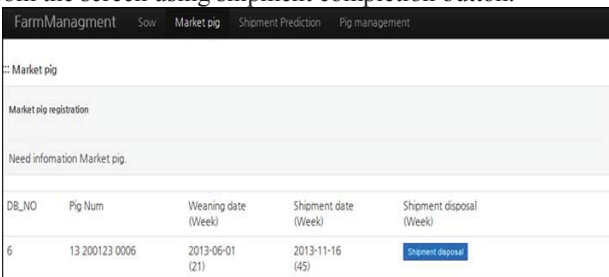 om the screen using shipment completion button.
FarmManagment Sow Market pig Shipment Prediction Pig management
::: Market pig
Market pig registration
Need infomation Market pig.
DB_NO Pig Num Weaning date (Week) Shipment date (Week) Shipment disposal (Week)
6 13 200123 0006 2013-06-01 (21) 2013-11-16 (45) Shipment disposal